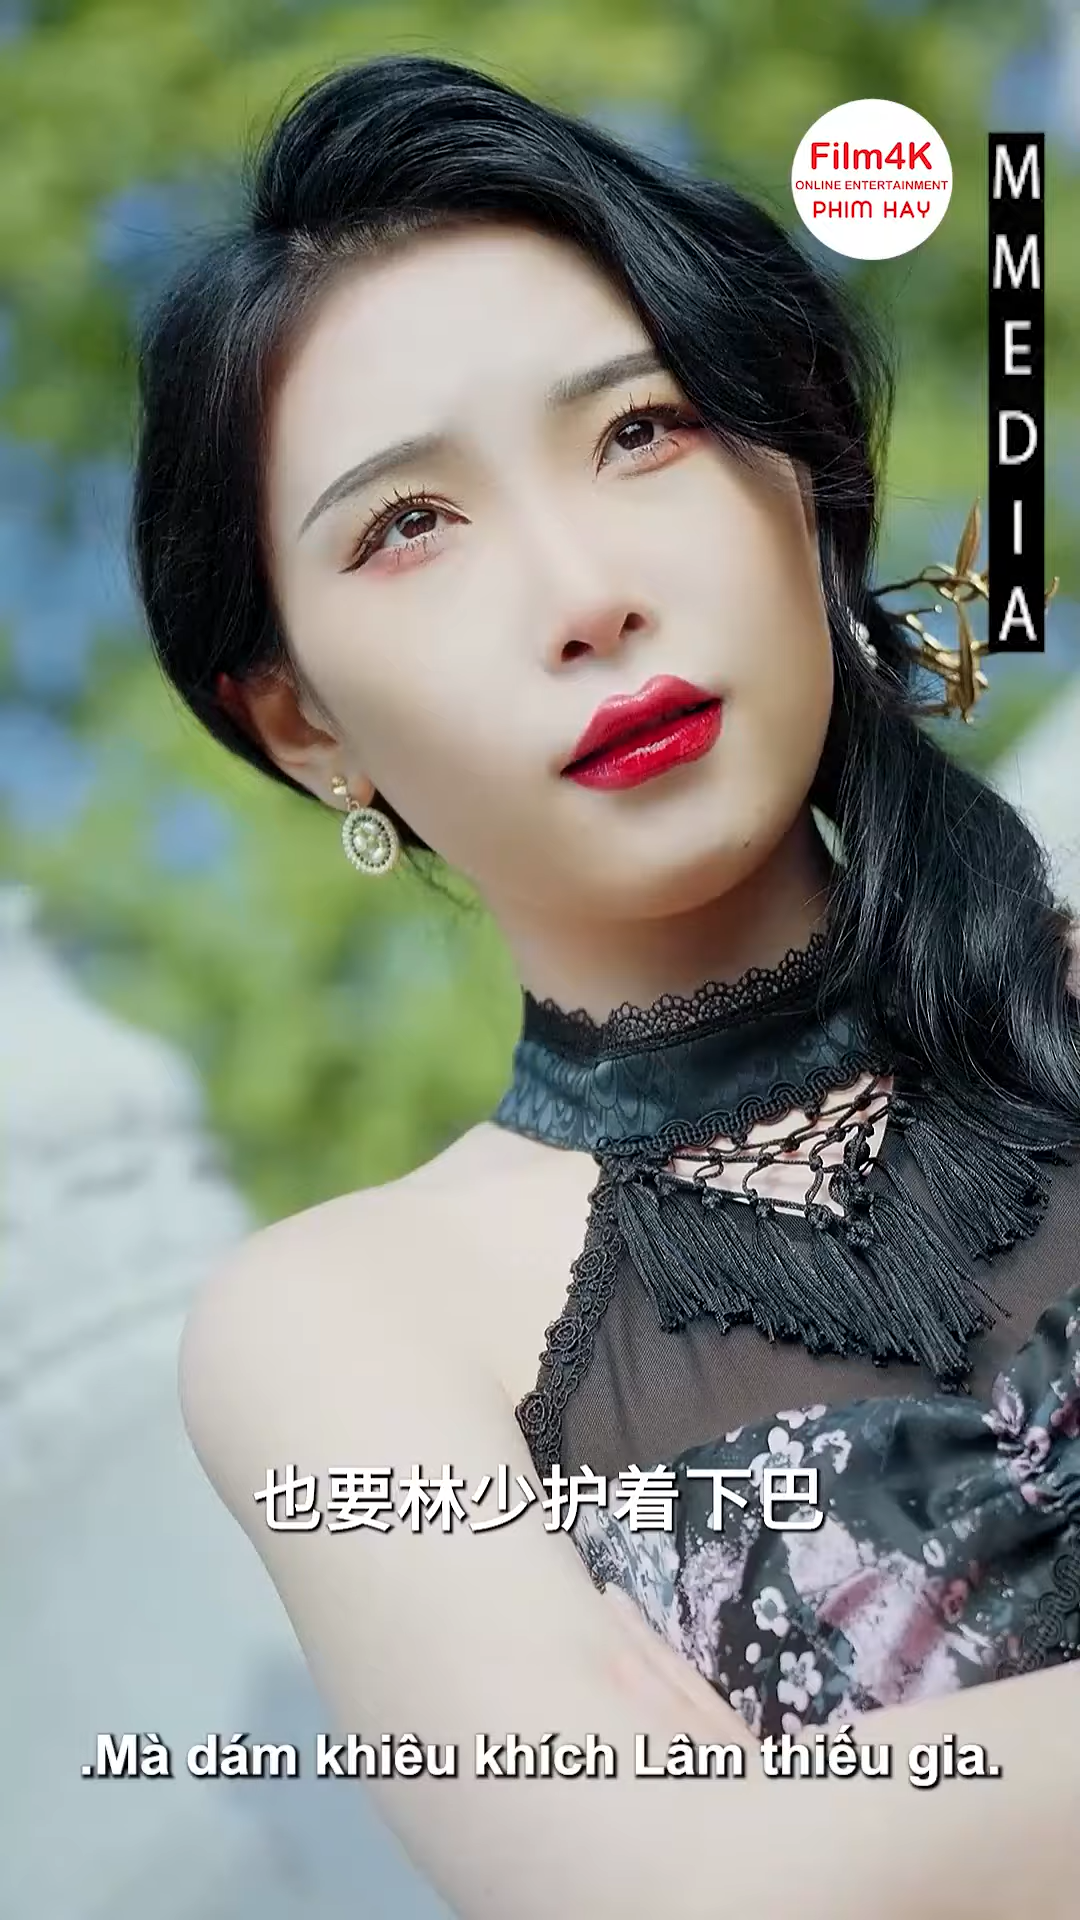 Film4K
ONLINE ENTERTAINMENT
PHIM HAY
MMEDIA
也要林少护着下巴
.Mà dám khiêu khích Lâm thiếu gia.